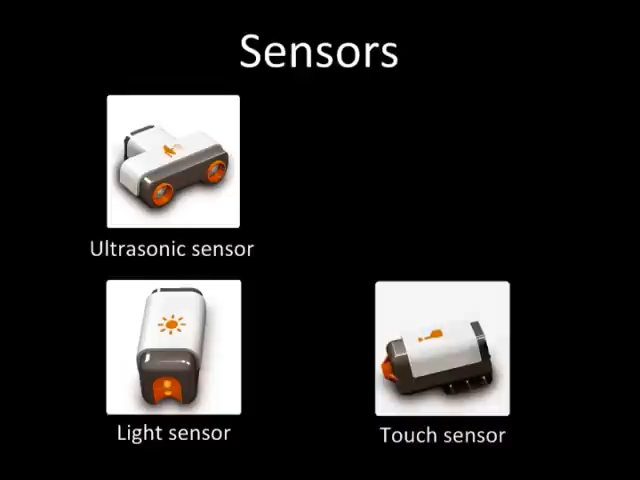 Sensors
Ultrasonic sensor
Light sensor
Touch sensor